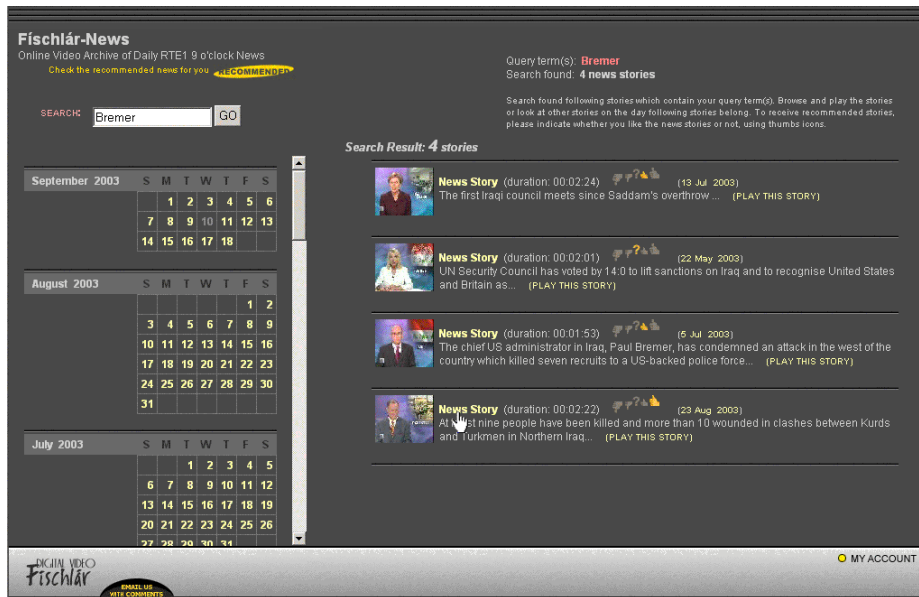 Físchlár-News
Online Video Archive of Daily RTE1 9 o'clock News
Check the recommended news for you RECOMMENDED
SEARCH:
Bremer
GO
Query term(s): Bremer
Search found: 4 news stories
Search found following stories which contain your query term(s). Browse and play the stories
or look at other stories on the day following stories belong. To receive recommended stories,
please indicate whether you like the news stories or not, using thumbs icons.
September 2003 S M T W T F S
1 2 3 4 5 6
7 8 9 10 11 12 13
14 15 16 17 18
August 2003 S M T W T F S
1 2
3 4 5 6 7 8 9
10 11 12 13 14 15 16
17 18 19 20 21 22 23
24 25 26 27 28 29 30
31
July 2003 S M T W T F S
1 2 3 4 5
6 7 8 9 10 11 12
13 14 15 16 17 18 19
20 21 22 23 24 25 26
27 28 29 30 31
Search Result: 4 stories
News Story (duration: 00:02:24) (13 Jul 2003)
The first Iraqi council meets since Saddam's overthrow ... (PLAY THIS STORY)
News Story (duration: 00:02:01) (22 May 2003)
UN Security Council has voted by 14:0 to lift sanctions on Iraq and to recognise United States
and Britain as... (PLAY THIS STORY)
News Story (duration: 00:01:53) (5 Jul 2003)
The chief US administrator in Iraq, Paul Bremer, has condemned an attack in the west of the
country which killed seven recruits to a US-backed police force... (PLAY THIS STORY)
News Story (duration: 00:02:22) (23 Aug 2003)
At least nine people have been killed and more than 10 wounded in clashes between Kurds
and Turkmen in Northern Iraq... (PLAY THIS STORY)
DIGITAL VIDEO
Físchlár
EMAIL US
WITH COMMENTS
MY ACCOUNT